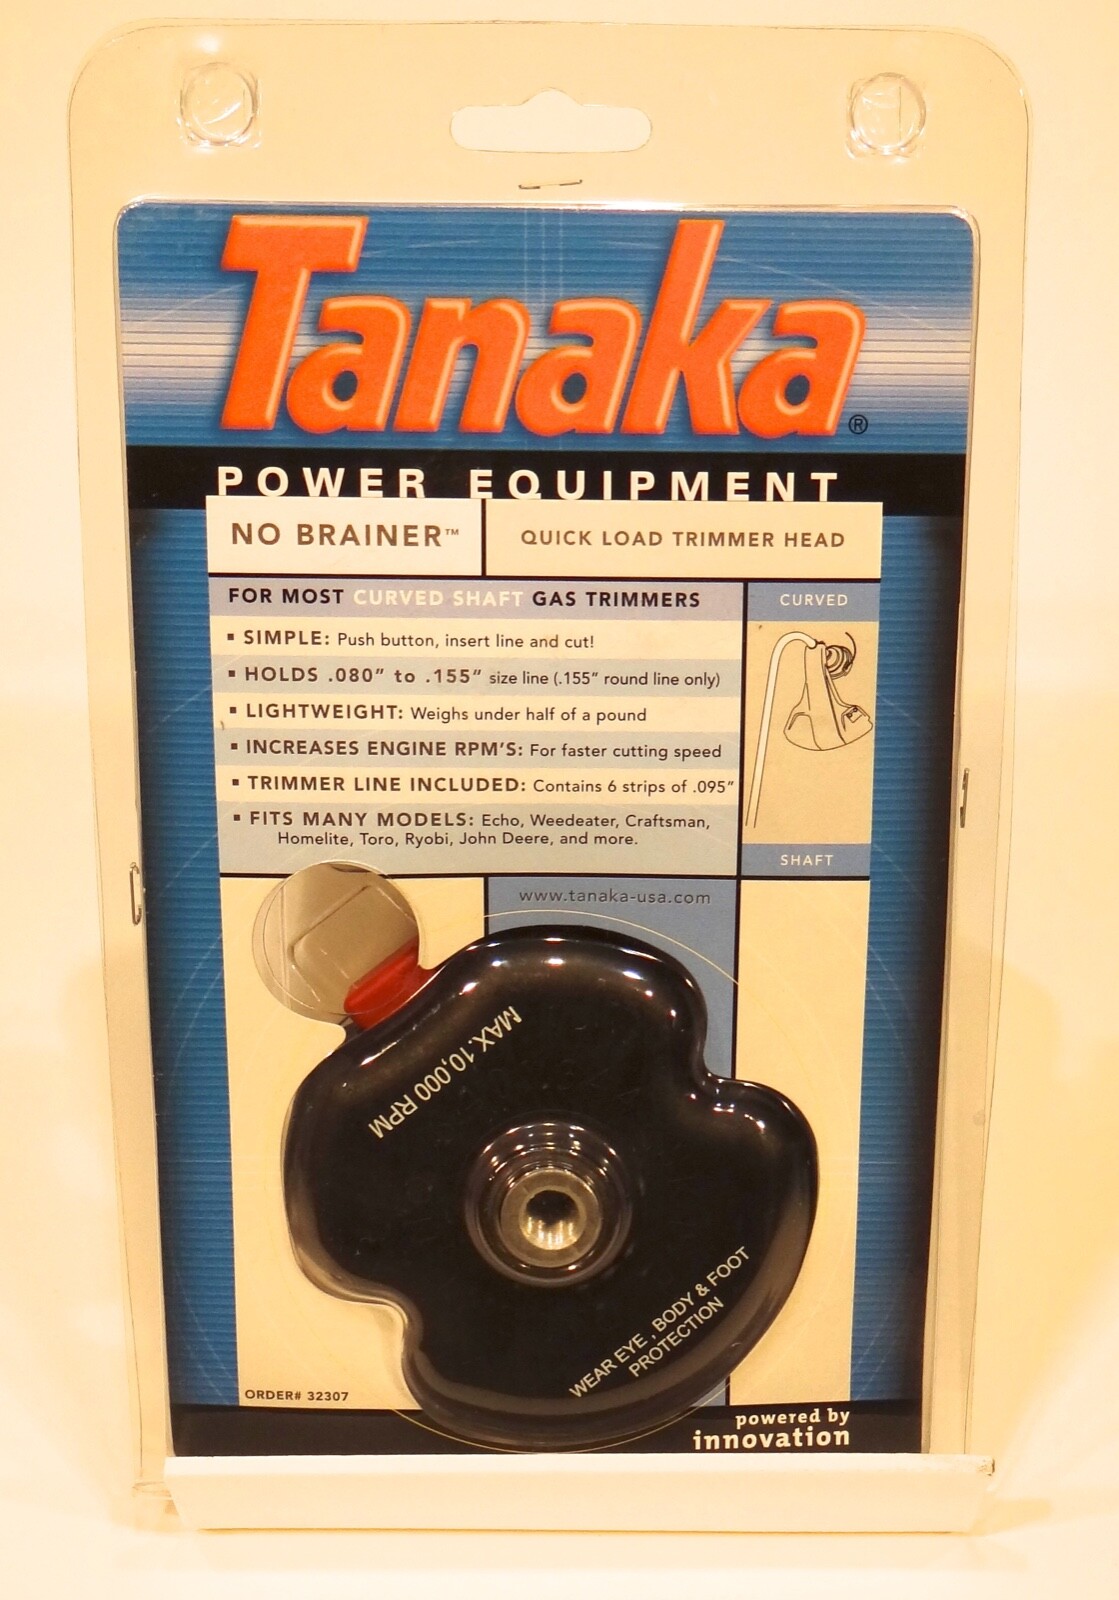 Tanaka®
POWER EQUIPMENT
NO BRAINER™
QUICK LOAD TRIMMER HEAD
FOR MOST CURVED SHAFT GAS TRIMMERS
▪ SIMPLE: Push button, insert line and cut!
▪ HOLDS .080" to .155" size line (.155" round line only)
▪ LIGHTWEIGHT: Weighs under half of a pound
▪ INCREASES ENGINE RPM'S: For faster cutting speed
▪ TRIMMER LINE INCLUDED: Contains 6 strips of .095"
▪ FITS MANY MODELS: Echo, Weedeater, Craftsman,
Homelite, Toro, Ryobi, John Deere, and more.
CURVED
SHAFT
www.tanaka-usa.com
MAX. 10,000 RPM
WEAR EYE , BODY & FOOT
PROTECTION
ORDER# 32307
powered by
innovation